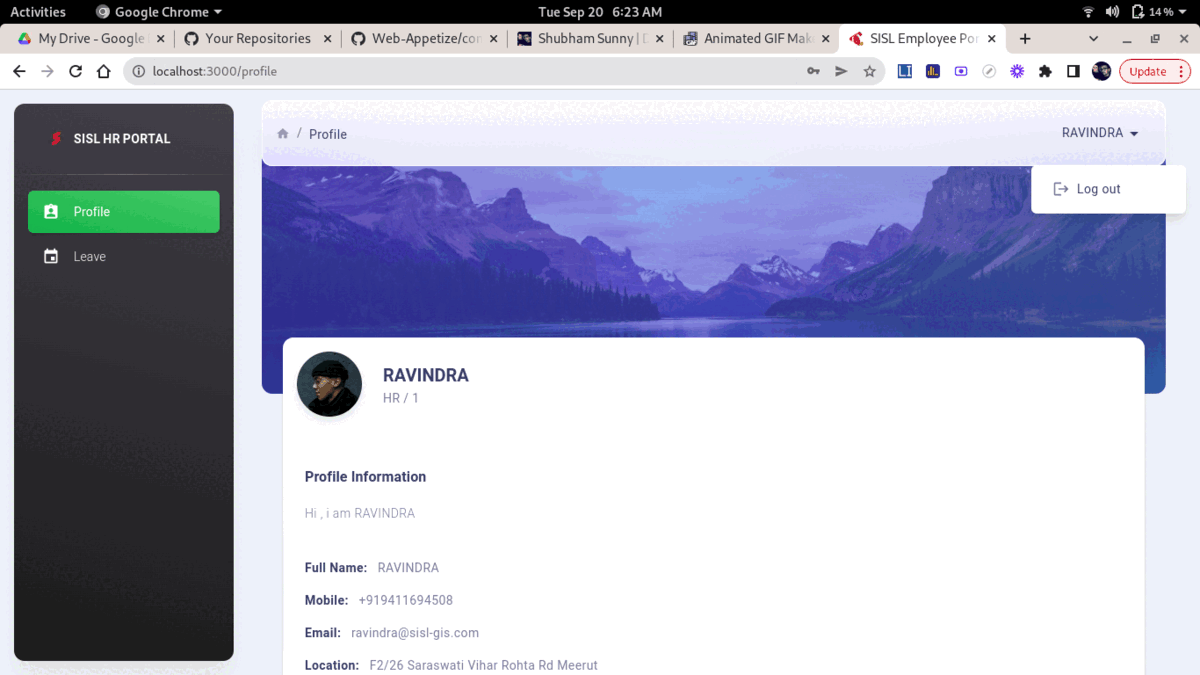 Activities Google Chrome Tue Sep 20 6:23 AM 14 %
My Drive - Google Your Repositories Web-Appetize/con Shubham Sunny | D Animated GIF Mak SISL Employee Por
localhost:3000/profile Update
SISL HR PORTAL
Profile
Leave
/ Profile RAVINDRA
Log out
RAVINDRA
HR / 1
Profile Information
Hi , i am RAVINDRA
Full Name: RAVINDRA
Mobile: +919411694508
Email: ravindra@sisl-gis.com
Location: F2/26 Saraswati Vihar Rohta Rd Meerut